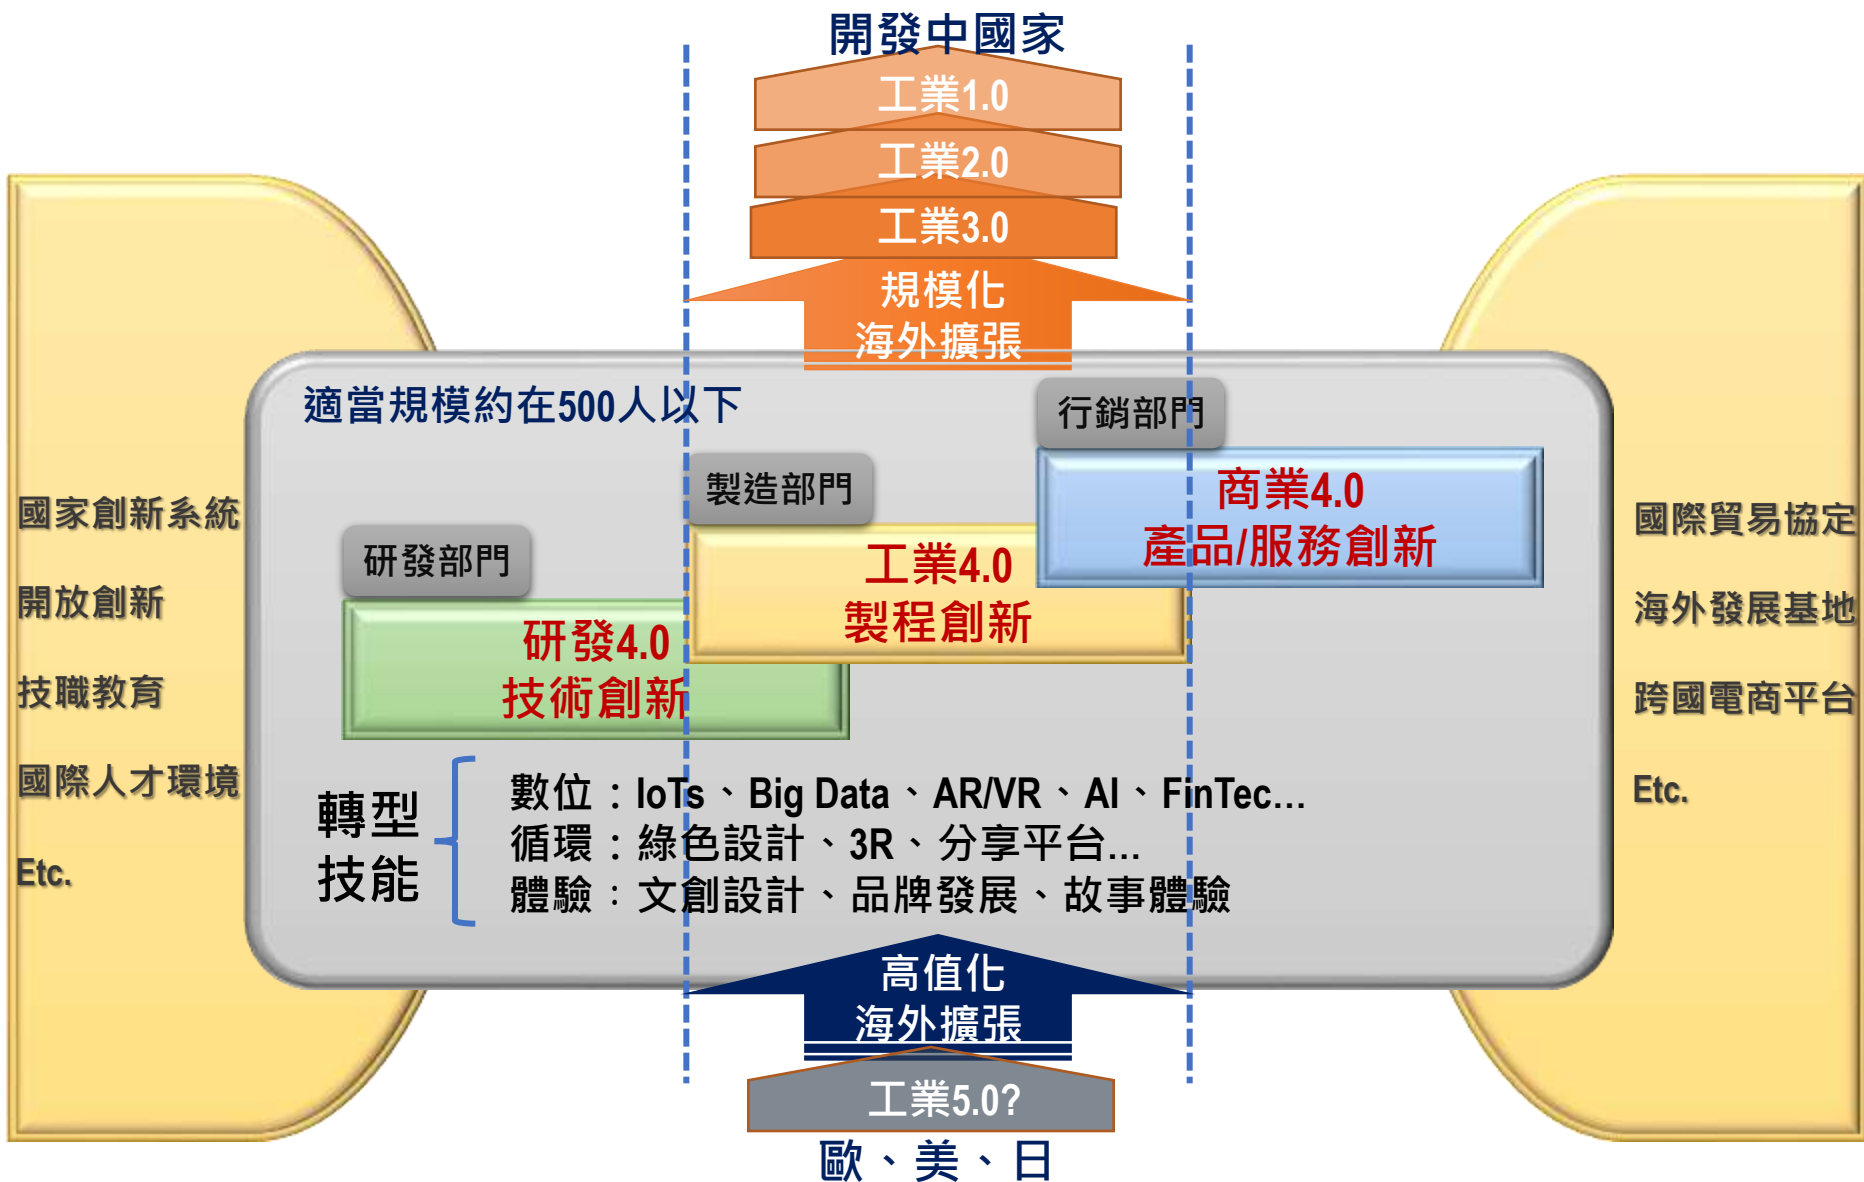 開發中國家
工業1.0
工業2.0
工業3.0
規模化
海外擴張
適當規模約在500人以下
行銷部門
商業4.0
產品/服務創新
製造部門
工業4.0
製程創新
研發部門
研發4.0
技術創新
國家創新系統
開放創新
技職教育
國際人才環境
Etc.
國際貿易協定
海外發展基地
跨國電商平台
Etc.
轉型
技能
數位：IoTs、Big Data、AR/VR、AI、FinTec...
循環：綠色設計、3R、分享平台...
體驗：文創設計、品牌發展、故事體驗
高值化
海外擴張
工業5.0?
歐、美、日